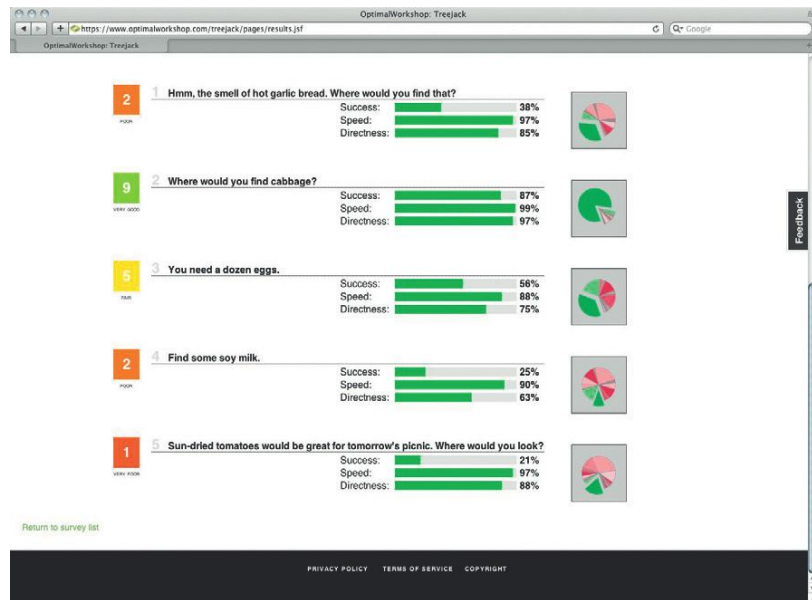 OptimalWorkshop: Treejack
https://www.optimalworkshop.com/treejack/pages/results.jsf
Google
OptimalWorkshop: Treejack
2
POOR
1 Hmm, the smell of hot garlic bread. Where would you find that?
Success: 38%
Speed: 97%
Directness: 85%
9
VERY GOOD
2 Where would you find cabbage?
Success: 87%
Speed: 99%
Directness: 97%
Feedback
5
FAIR
3 You need a dozen eggs.
Success: 56%
Speed: 88%
Directness: 75%
2
POOR
4 Find some soy milk.
Success: 25%
Speed: 90%
Directness: 63%
1
VERY POOR
5 Sun-dried tomatoes would be great for tomorrow's picnic. Where would you look?
Success: 21%
Speed: 97%
Directness: 88%
Return to survey list
PRIVACY POLICY TERMS OF SERVICE COPYRIGHT